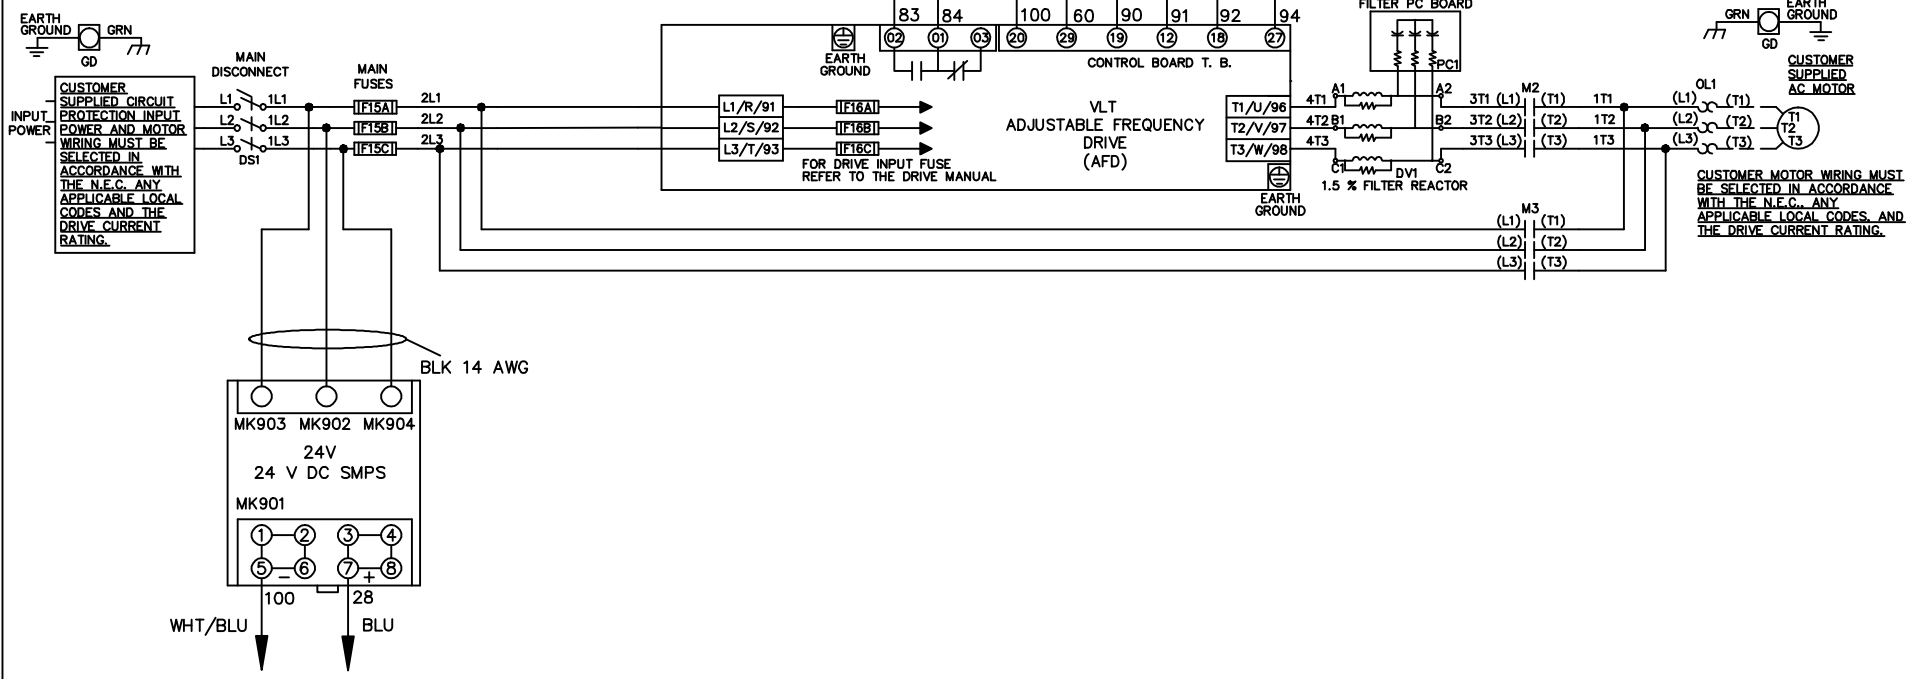 EARTH
GROUND
GRN
GD
MAIN
DISCONNECT
MAIN
FUSES
CUSTOMER
SUPPLIED CIRCUIT
PROTECTION INPUT
POWER AND MOTOR
WIRING MUST BE
SELECTED IN
ACCORDANCE WITH
THE N.E.C. ANY
APPLICABLE LOCAL
CODES AND THE
DRIVE CURRENT
RATING.
INPUT
POWER
L1 1L1 F15A 2L1
L2 1L2 F15B 2L2
L3 1L3 F15C 2L3
DS1
83 84 100 60 90 91 92 94
02 01 03 20 29 19 12 18 27
EARTH
GROUND
CONTROL BOARD T. B.
L1/R/91 F16A
L2/S/92 F16B
L3/T/93 F16C
FOR DRIVE INPUT FUSE
REFER TO THE DRIVE MANUAL
VLT
ADJUSTABLE FREQUENCY
DRIVE
(AFD)
T1/U/96
T2/V/97
T3/W/98
EARTH
GROUND
FILTER PC BOARD
PC1
4T1 A1 A2
4T2 B1 B2
4T3 C1 C2
DV1
1.5 % FILTER REACTOR
M2
3T1 (L1) (T1) 1T1
3T2 (L2) (T2) 1T2
3T3 (L3) (T3) 1T3
M3
(L1) (T1)
(L2) (T2)
(L3) (T3)
OL1
(L1) (T1)
(L2) (T2)
(L3) (T3)
T1
T2
T3
GRN
EARTH
GROUND
GD
CUSTOMER
SUPPLIED
AC MOTOR
CUSTOMER MOTOR WIRING MUST
BE SELECTED IN ACCORDANCE
WITH THE N.E.C., ANY
APPLICABLE LOCAL CODES, AND
THE DRIVE CURRENT RATING.
BLK 14 AWG
MK903 MK902 MK904
24V
24 V DC SMPS
MK901
1 2 3 4
5 6 7 8
− +
100 28
WHT/BLU BLU